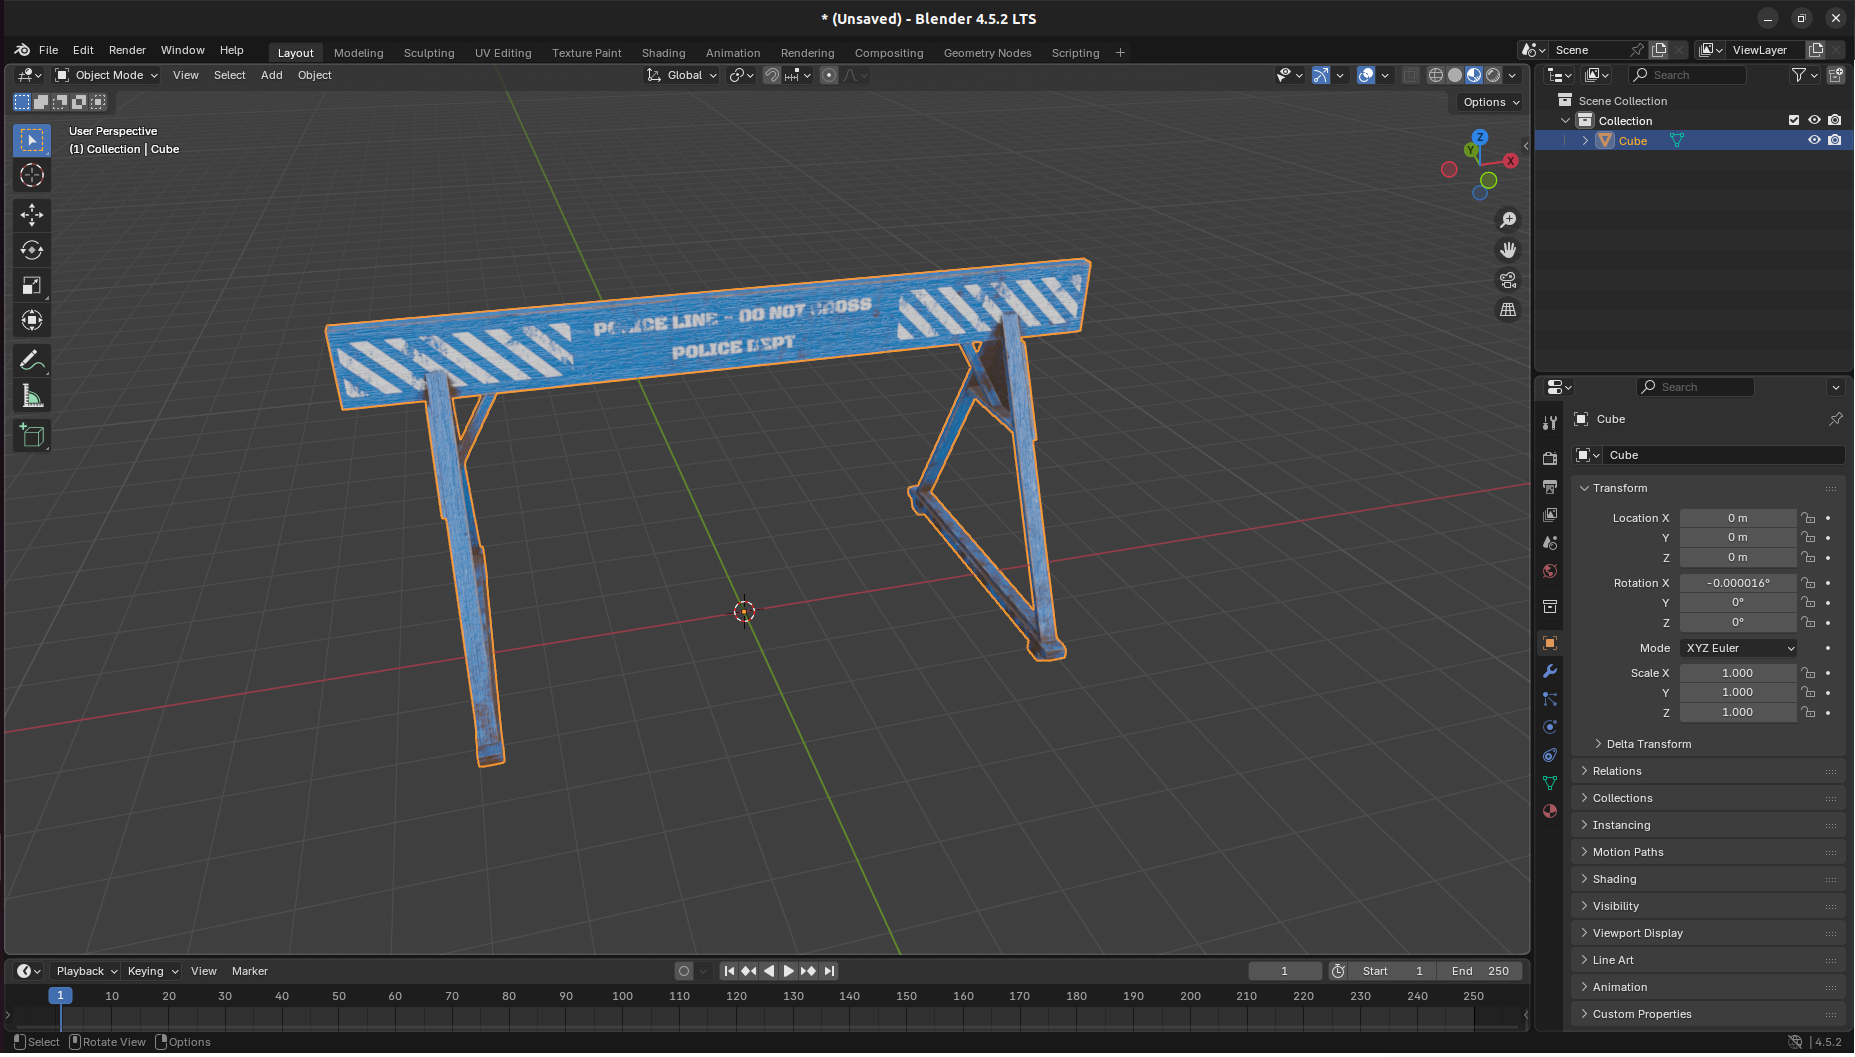 * (Unsaved) - Blender 4.5.2 LTS
File Edit Render Window Help
Layout Modeling Sculpting UV Editing Texture Paint Shading Animation Rendering Compositing Geometry Nodes Scripting +
Scene
ViewLayer
Object Mode View Select Add Object
Global
Search
Options
User Perspective
(1) Collection | Cube
Z
Y
X
Scene Collection
Collection
Cube
POLICE LINE - DO NOT CROSS
POLICE DEPT
Search
Cube
Cube
Transform
Location X 0 m
Y 0 m
Z 0 m
Rotation X -0.000016°
Y 0°
Z 0°
Mode XYZ Euler
Scale X 1.000
Y 1.000
Z 1.000
Delta Transform
Relations
Collections
Instancing
Motion Paths
Shading
Visibility
Viewport Display
Line Art
Animation
Custom Properties
Playback Keying View Marker
1 Start 1 End 250
1 10 20 30 40 50 60 70 80 90 100 110 120 130 140 150 160 170 180 190 200 210 220 230 240 250
Select Rotate View Options
4.5.2